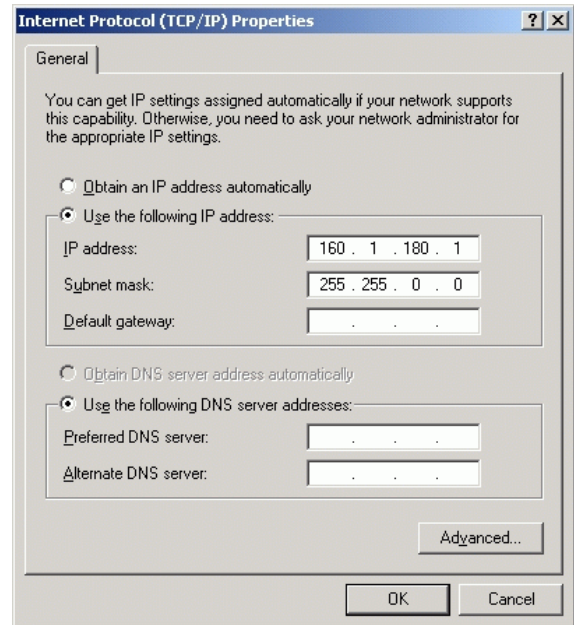 Internet Protocol (TCP/IP) Properties
General
You can get IP settings assigned automatically if your network supports
this capability. Otherwise, you need to ask your network administrator for
the appropriate IP settings.
Obtain an IP address automatically
Use the following IP address:
IP address: 160 . 1 . 180 . 1
Subnet mask: 255 . 255 . 0 . 0
Default gateway: . . .
Obtain DNS server address automatically
Use the following DNS server addresses:
Preferred DNS server: . . .
Alternate DNS server: . . .
Advanced...
OK Cancel